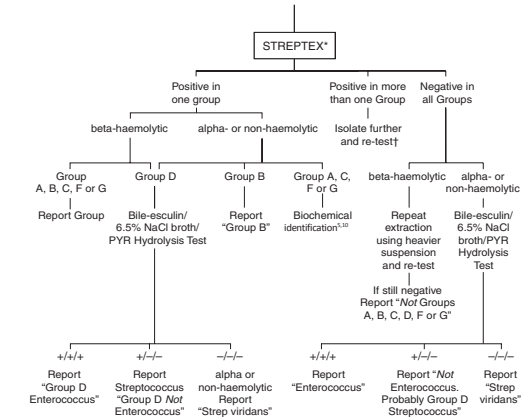 STREPTEX*
Positive in
one group
Positive in more
than one Group
Negative in
all Groups
beta-haemolytic
alpha- or non-haemolytic
Isolate further
and re-test†
Group
A, B, C, F or G
Group D
Group B
Group A, C,
F or G
beta-haemolytic
alpha- or
non-haemolytic
Report Group
Bile-esculin/
6.5% NaCl broth/
PYR Hydrolysis Test
Report
“Group B”
Biochemical
identification5,10
Repeat
extraction
using heavier
suspension
and re-test
Bile-esculin/
6.5% NaCl
broth/PYR
Hydrolysis
Test
If still negative
Report “Not Groups
A, B, C, D, F or G”
+/+/+
+/–/–
–/–/–
+/+/+
+/–/–
–/–/–
Report
“Group D
Enterococcus”
Report
Streptococcus
“Group D Not
Enterococcus”
alpha or
non-haemolytic
Report
“Strep viridans”
Report
“Enterococcus”
Report “Not
Enterococcus.
Probably Group D
Streptococcus”
Report
“Strep
viridans”